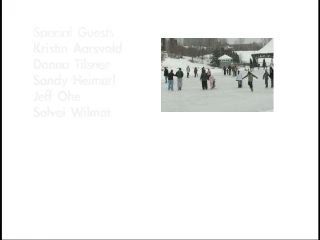 Special Guests
Kristin Aarsvold
Donna Tilsner
Sandy Heimerl
Jeff Ohe
Solvei Wilmot